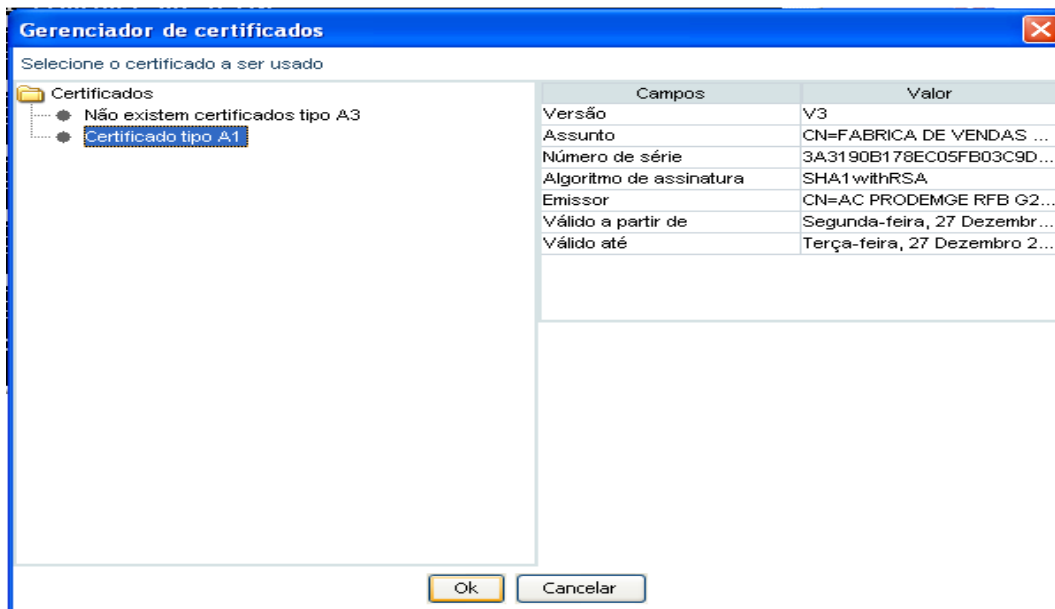 Gerenciador de certificados
Selecione o certificado a ser usado
Certificados
Não existem certificados tipo A3
Certificado tipo A1
Campos Valor
Versão V3
Assunto CN=FABRICA DE VENDAS ...
Número de série 3A3190B178EC05FB03C9D...
Algoritmo de assinatura SHA1withRSA
Emissor CN=AC PRODEMGE RFB G2...
Válido a partir de Segunda-feira, 27 Dezembr...
Válido até Terça-feira, 27 Dezembro 2...
Ok Cancelar